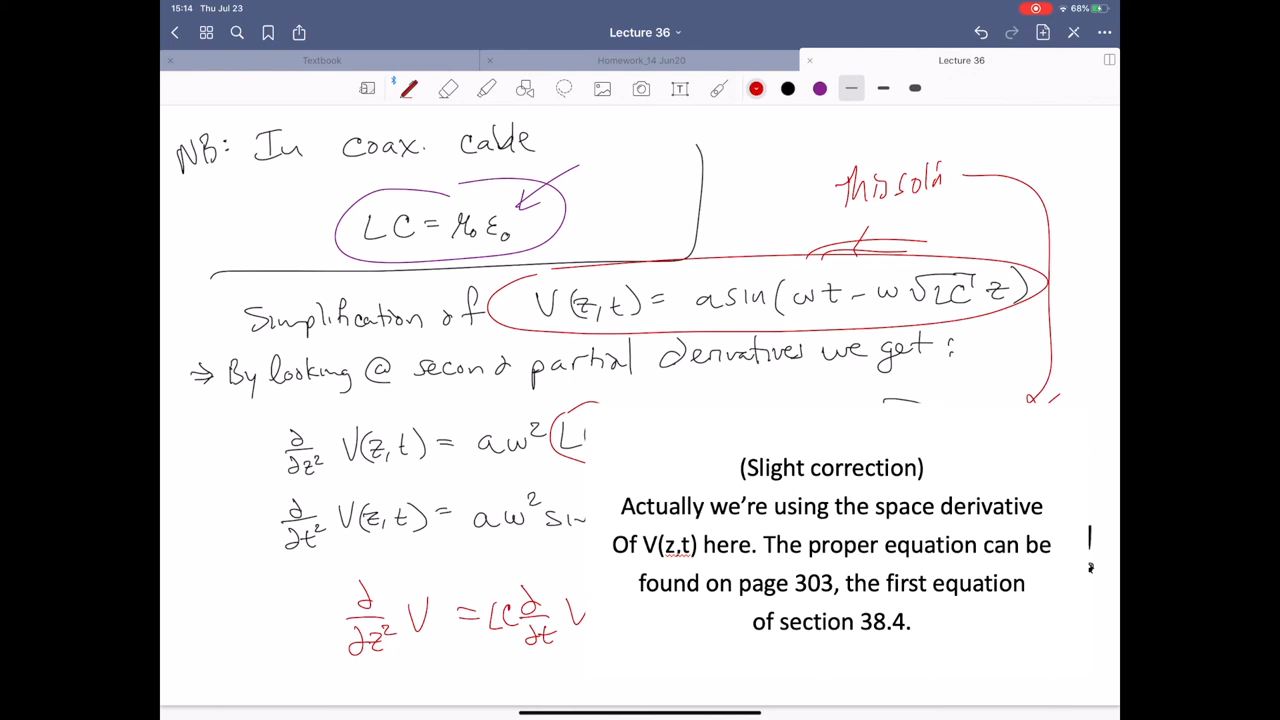 15:14 Thu Jul 23
68%
Lecture 36
Textbook
Homework_14 Jun20
Lecture 36
NB: In coax. cable
LC = μ₀ε₀
this solń
Simplification of V(z,t) = a sin(ωt - ω√LC z)
⇒ By looking @ second partial derivatives we get:
∂/∂z² V(z,t) = aω² (L
∂/∂t² V(z,t) = aω² sin
∂/∂z² V = LC ∂/∂t V
(Slight correction)
Actually we're using the space derivative
Of V(z,t) here. The proper equation can be
found on page 303, the first equation
of section 38.4.